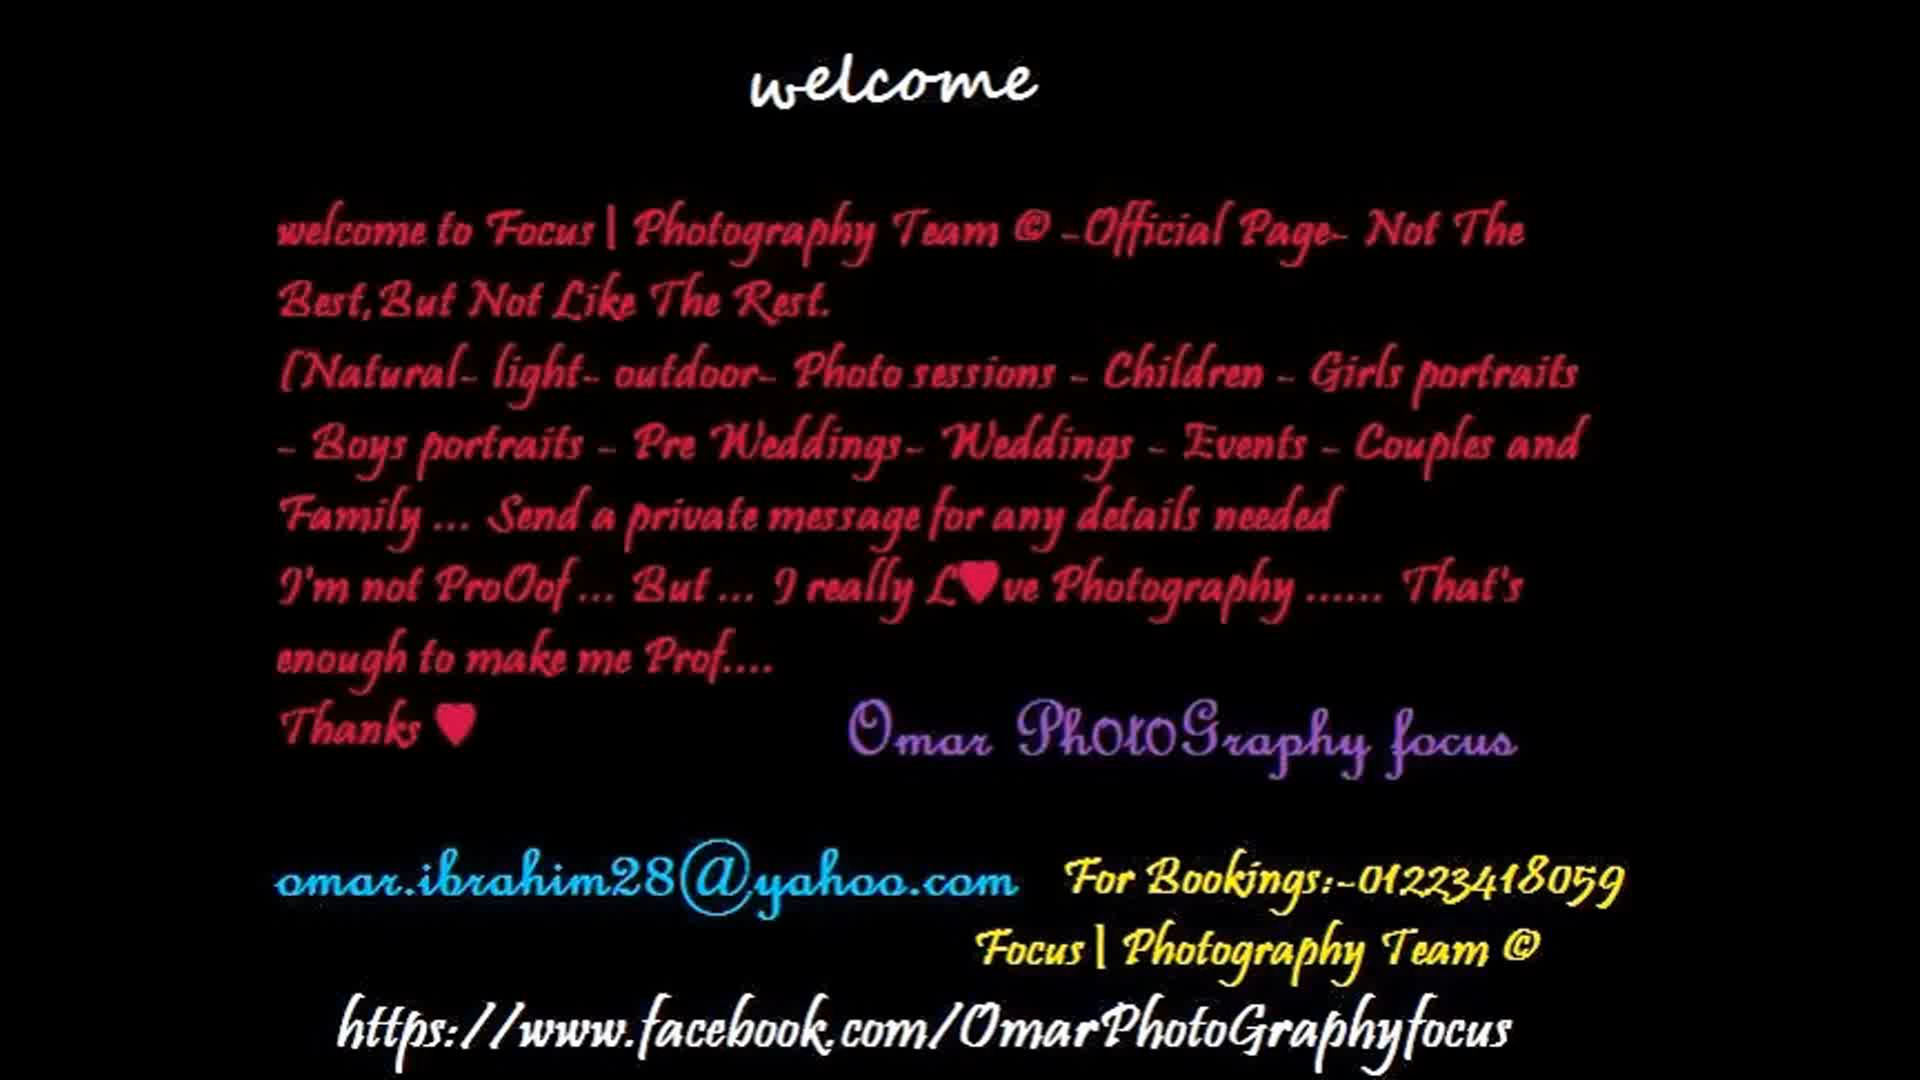 welcome
welcome to Focus | Photography Team © -Official Page- Not The
Best,But Not Like The Rest.
(Natural- light- outdoor- Photo sessions - Children - Girls portraits
- Boys portraits - Pre Weddings- Weddings - Events - Couples and
Family ... Send a private message for any details needed
I'm not ProOof ... But ... I really L♥ve Photography ...... That's
enough to make me Prof....
Thanks ♥
Omar PhOtOGraphy focus
omar.ibrahim28@yahoo.com For Bookings:-01223418059
Focus | Photography Team ©
https://www.facebook.com/OmarPhotoGraphyfocus